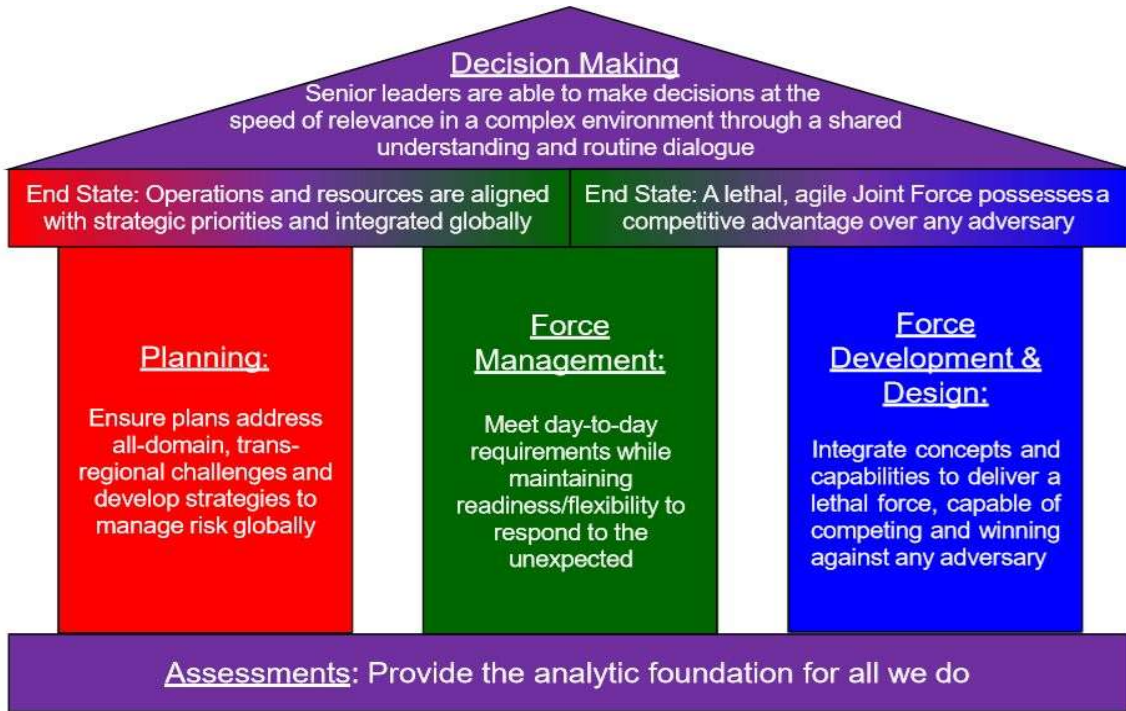 Decision Making
Senior leaders are able to make decisions at the
speed of relevance in a complex environment through a shared
understanding and routine dialogue
End State: Operations and resources are aligned
with strategic priorities and integrated globally
End State: A lethal, agile Joint Force possesses a
competitive advantage over any adversary
Planning:
Ensure plans address
all-domain, trans-
regional challenges and
develop strategies to
manage risk globally
Force
Management:
Meet day-to-day
requirements while
maintaining
readiness/flexibility to
respond to the
unexpected
Force
Development &
Design:
Integrate concepts and
capabilities to deliver a
lethal force, capable of
competing and winning
against any adversary
Assessments: Provide the analytic foundation for all we do